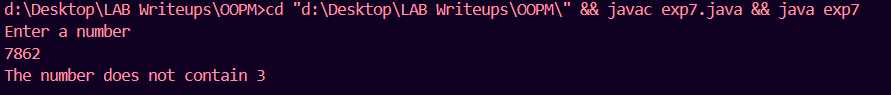 d:\Desktop\LAB Writeups\OOPM>cd "d:\Desktop\LAB Writeups\OOPM\" && javac exp7.java && java exp7
Enter a number
7862
The number does not contain 3